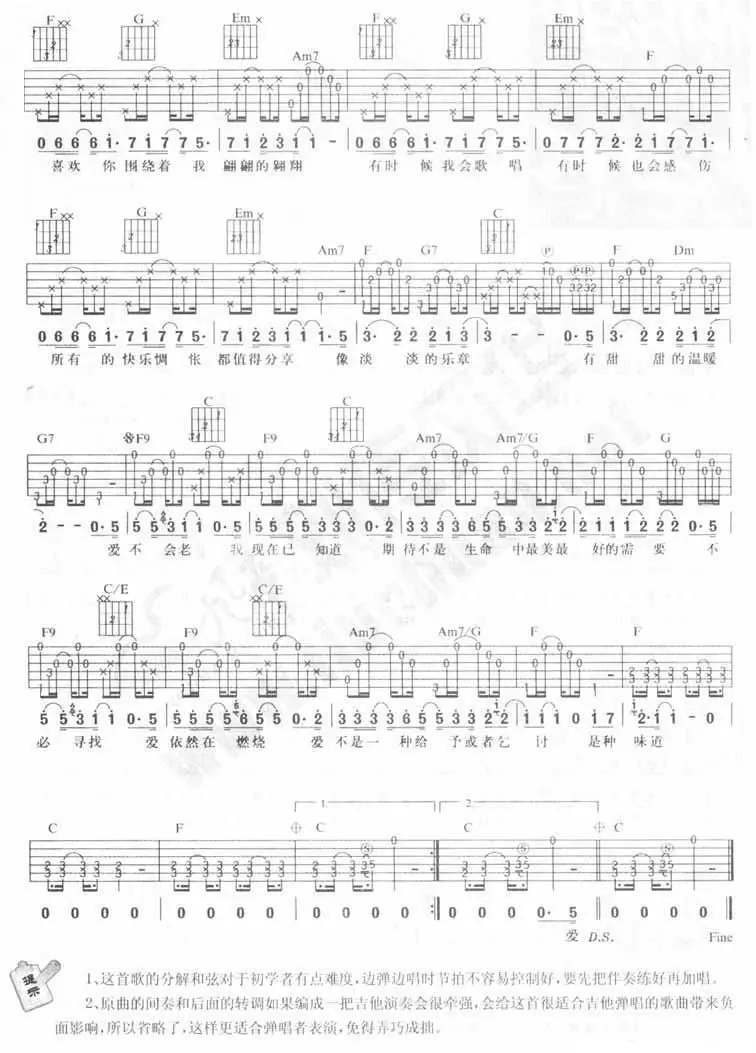 F G Em Am7 F G Em F
0 6 6 6 6 1· 7 1 7 7 5· 7 1 2 3 1 1 - 0 6 6 6 6 1· 7 1 7 7 5· 0 7 7 7 2· 2 1 7 7 1·
喜欢 你 围绕着 我 翩翩的翱翔 有时 候 我会歌 唱 有时 候 也会感 伤
F G Em Am7 F G7 C F Dm
0 6 6 6 6 1· 7 1 7 7 5· 7 1 2 3 1 1 1·5 3· 2 2 2 1 3 3 - - 0·5 3· 2 2 2 1 2
所有 的 快乐惆 怅 都值得分享 像 淡 淡的乐章 有 甜 甜的温暖
G7 F9 C F9 C Am7 Am7/G F G
2 - - 0·5 5 5 3 1 1 0·5 5 5 5 5 3 3 0·2 3 3 3 3 6 5 5 3 3 2 2 2 1 1 1 2 2 2 0·5
爱 不 会老 我 现在已 知道 期 待不是 生命 中最美最 好的需 要 不
F9 C/E F9 C/E Am7 Am7/G F F
5 5 3 1 1 0·5 5 5 5 5 6 5 5 0·2 3 3 3 3 6 5 5 3 3 2 2 1 1 1 0 1 7 2·1 1 - 0
必 寻找 爱 依然在 燃烧 爱 不是一 种给 予或者乞 讨 是种 味道
1. 2.
C F C C C
0 0 0 0 0 0 0 0 0 0 0 0 0 0 0 0·5 0 0 0 0
爱 D.S. Fine
提示
1、这首歌的分解和弦对于初学者有点难度,边弹边唱时节拍不容易控制好,要先把伴奏练好再加唱。
2、原曲的间奏和后面的转调如果编成一把吉他演奏会很牵强,会给这首很适合吉他弹唱的歌曲带来负
面影响,所以省略了,这样更适合弹唱者表演,免得弄巧成拙。